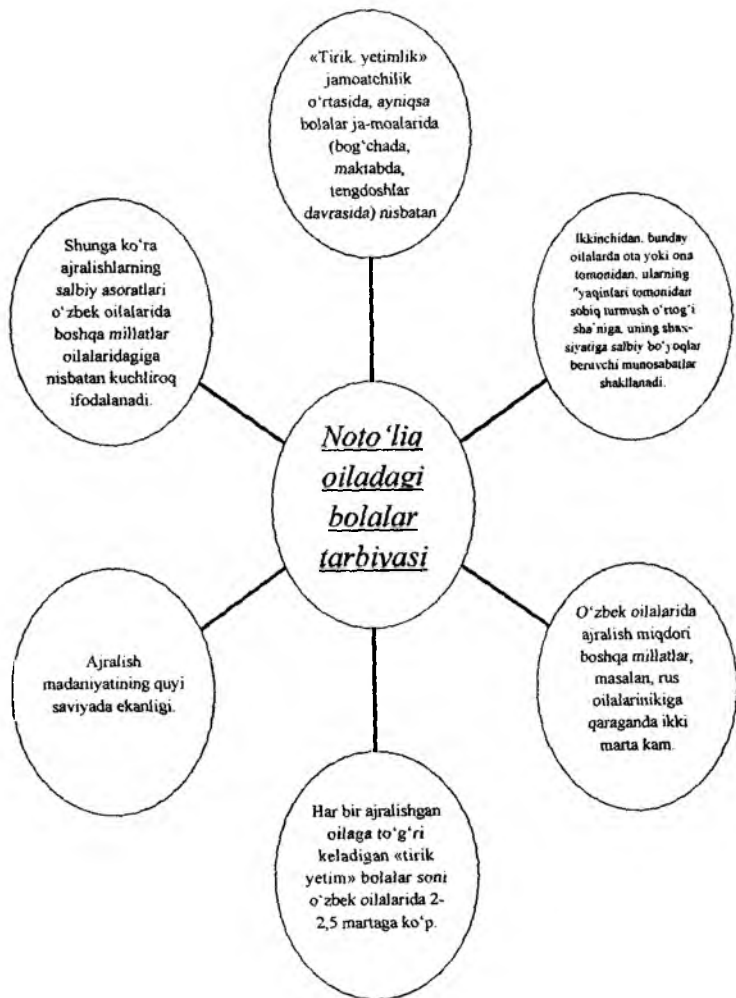 «Tirik. yetimlik»
jamoatchilik
o‘rtasida, ayniqsa
bolalar ja-moalarida
(bog‘chada,
maktabda,
tengdoshlar
davrasida) nisbatan
Shunga ko‘ra
ajralishlarning
salbiy asoratlari
o‘zbek oilalarida
boshqa millatlar
oilalaridagiga
nisbatan kuchliroq
ifodalanadi.
Ikkinchidan. bunday
oilalarda ota yoki ona
tomonidan, ularning
"yaqinlari tomonidan
sobiq turmush o‘rtog‘i
sha’niga, uning shax-
siyatiga salbiy bo‘yoqlar
beruvchi munosabatlar
shakllanadi.
Noto‘liq
oiladagi
bolalar
tarbiyasi
Ajralish
madaniyatining quyi
saviyada ekanligi.
O‘zbek oilalarida
ajralish miqdori
boshqa millatlar,
masalan, rus
oilalarinikiga
qaraganda ikki
marta kam.
Har bir ajralishgan
oilaga to‘g‘ri
keladigan «tirik
yetim» bolalar soni
o‘zbek oilalarida 2-
2,5 martaga ko‘p.